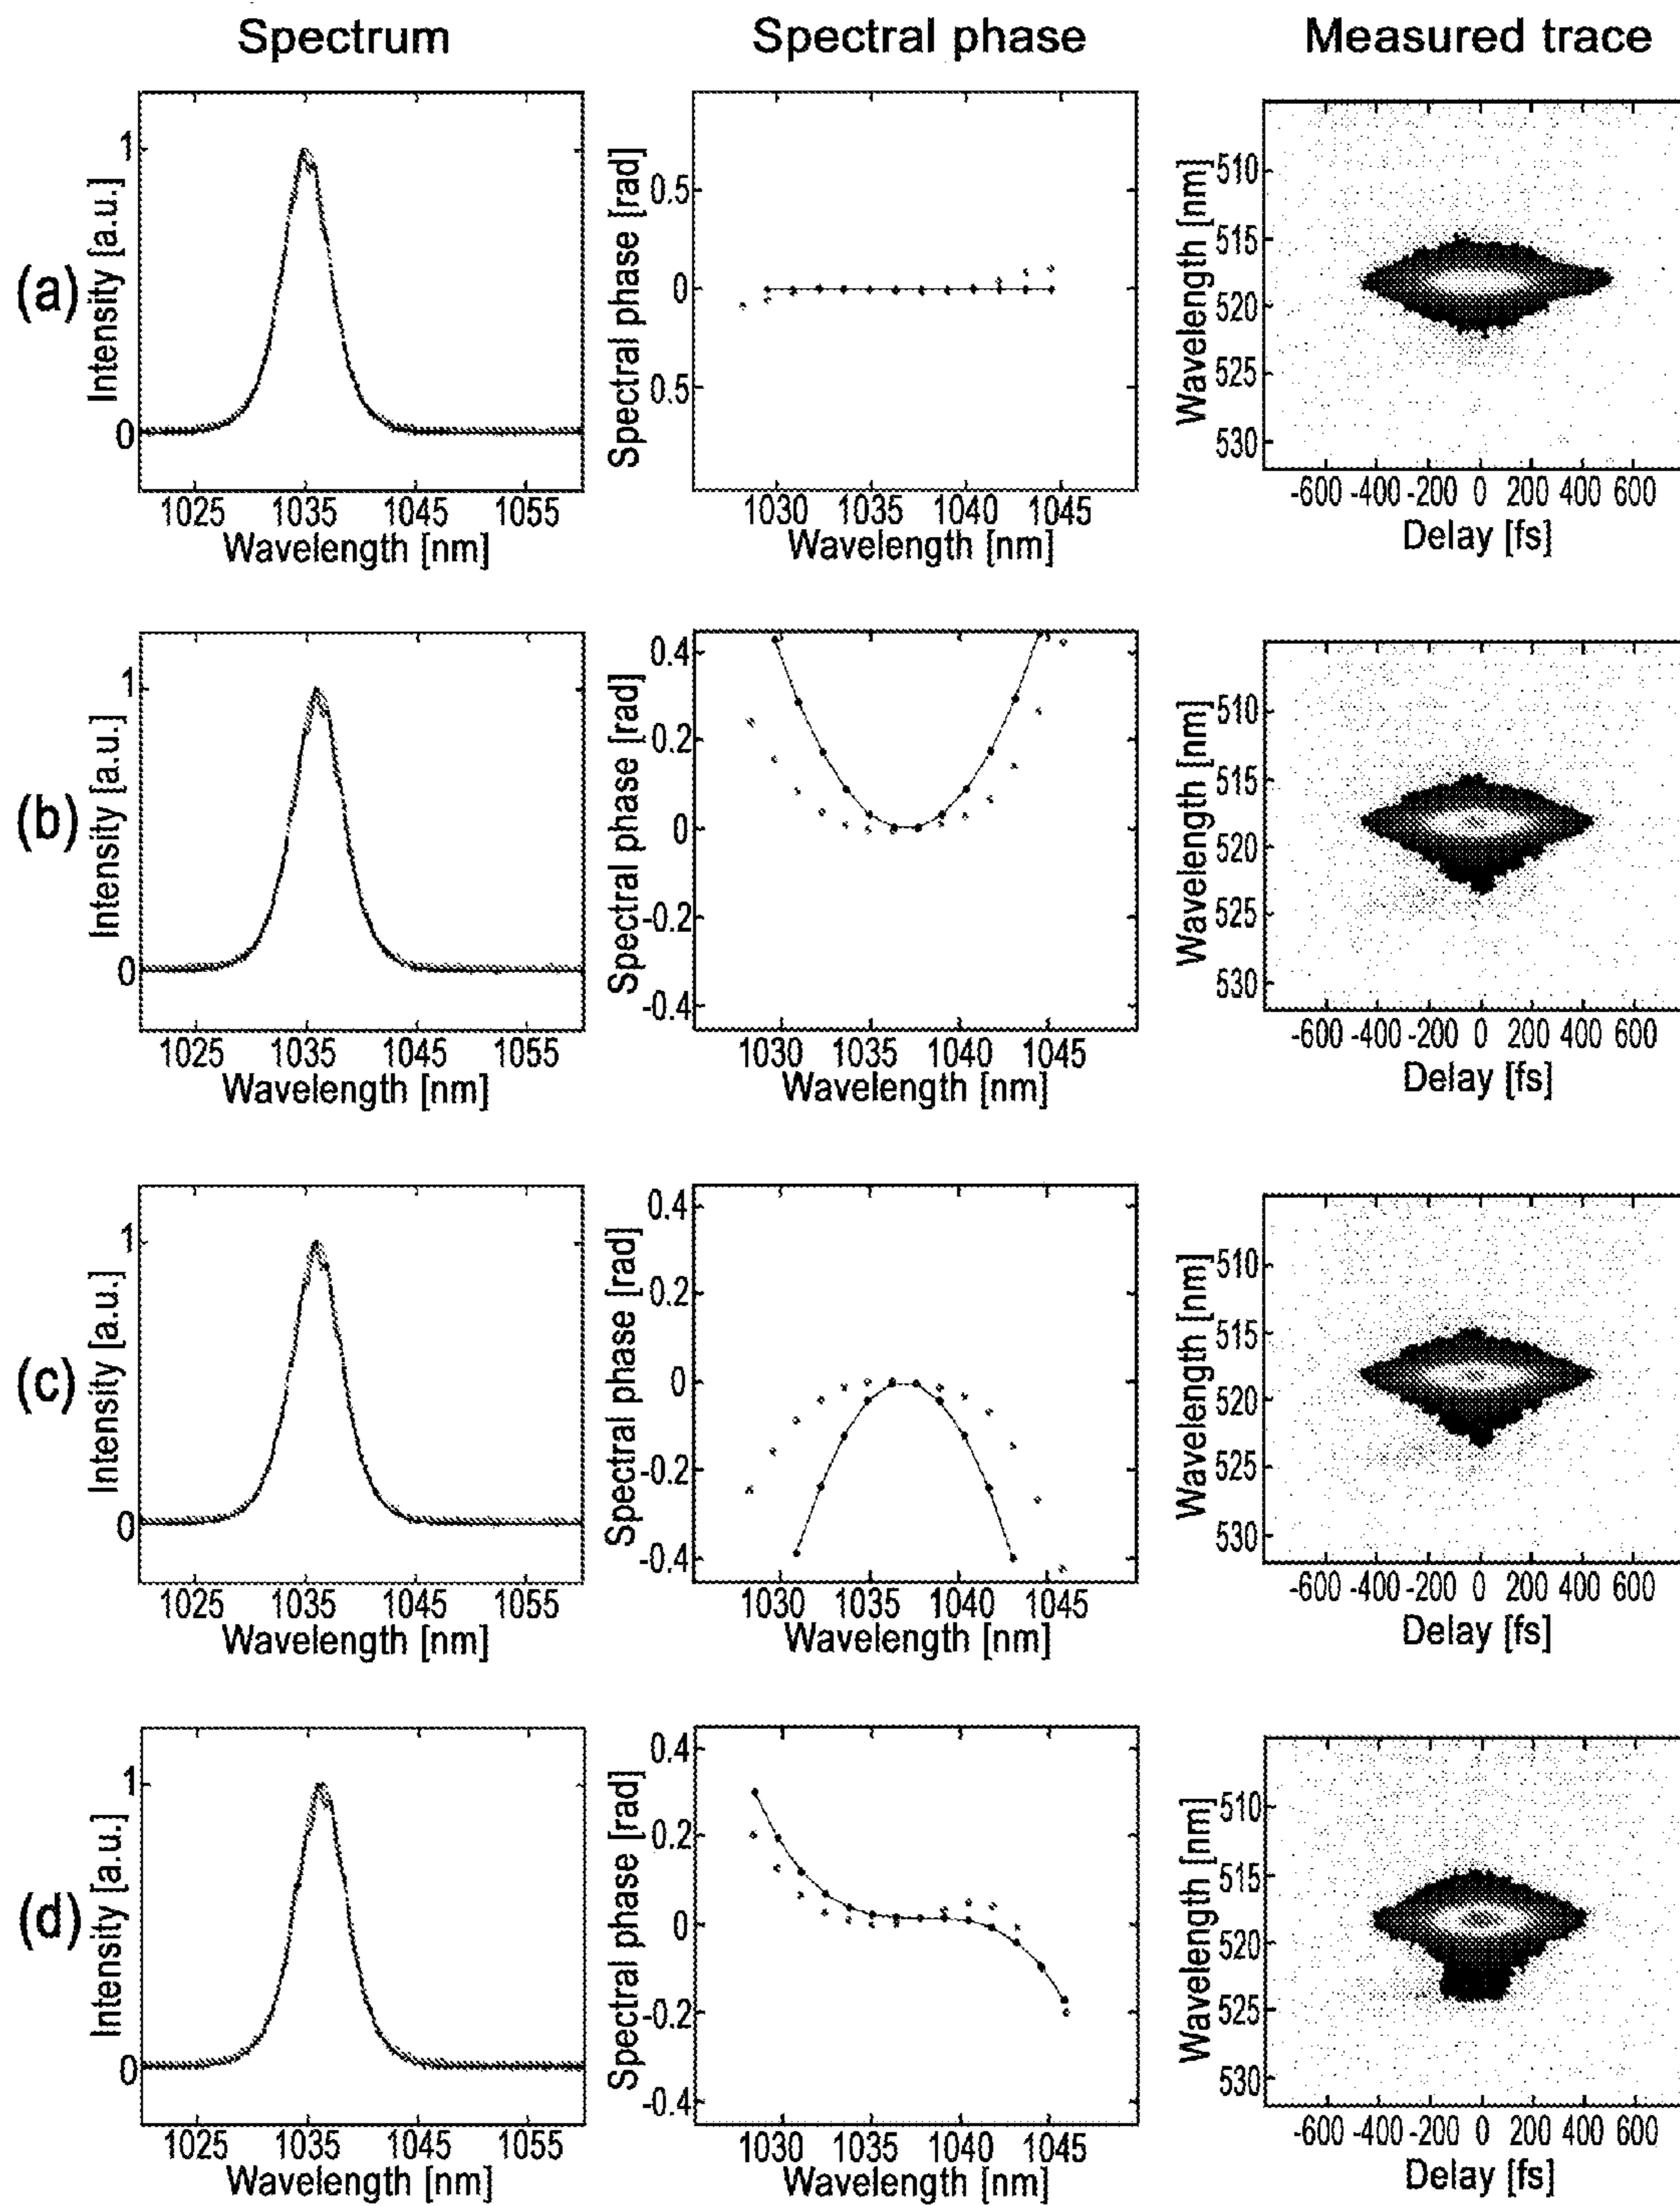 Spectrum
Spectral phase
Measured trace
(a)
Intensity [a.u.]
1
0
1025 1035 1045 1055
Wavelength [nm]
Spectral phase [rad]
0.5
0
0.5
1030 1035 1040 1045
Wavelength [nm]
Wavelength [nm]
510
515
520
525
530
-600 -400 -200 0 200 400 600
Delay [fs]
(b)
Intensity [a.u.]
1
0
1025 1035 1045 1055
Wavelength [nm]
Spectral phase [rad]
0.4
0.2
0
-0.2
-0.4
1030 1035 1040 1045
Wavelength [nm]
Wavelength [nm]
510
515
520
525
530
-600 -400 -200 0 200 400 600
Delay [fs]
(c)
Intensity [a.u.]
1
0
1025 1035 1045 1055
Wavelength [nm]
Spectral phase [rad]
0.4
0.2
0
-0.2
-0.4
1030 1035 1040 1045
Wavelength [nm]
Wavelength [nm]
510
515
520
525
530
-600 -400 -200 0 200 400 600
Delay [fs]
(d)
Intensity [a.u.]
1
0
1025 1035 1045 1055
Wavelength [nm]
Spectral phase [rad]
0.4
0.2
0
-0.2
-0.4
1030 1035 1040 1045
Wavelength [nm]
Wavelength [nm]
510
515
520
525
530
-600 -400 -200 0 200 400 600
Delay [fs]